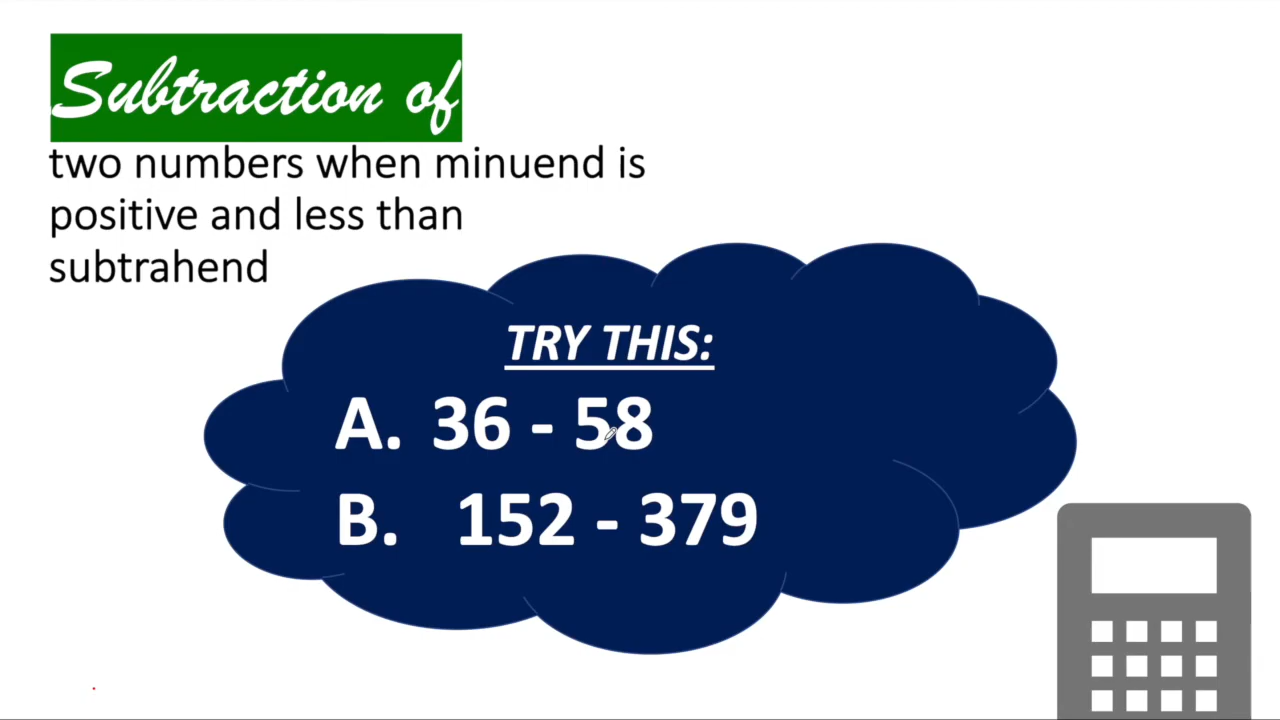 Subtraction of
two numbers when minuend is
positive and less than
subtrahend
TRY THIS:
A. 36 - 58
B. 152 - 379